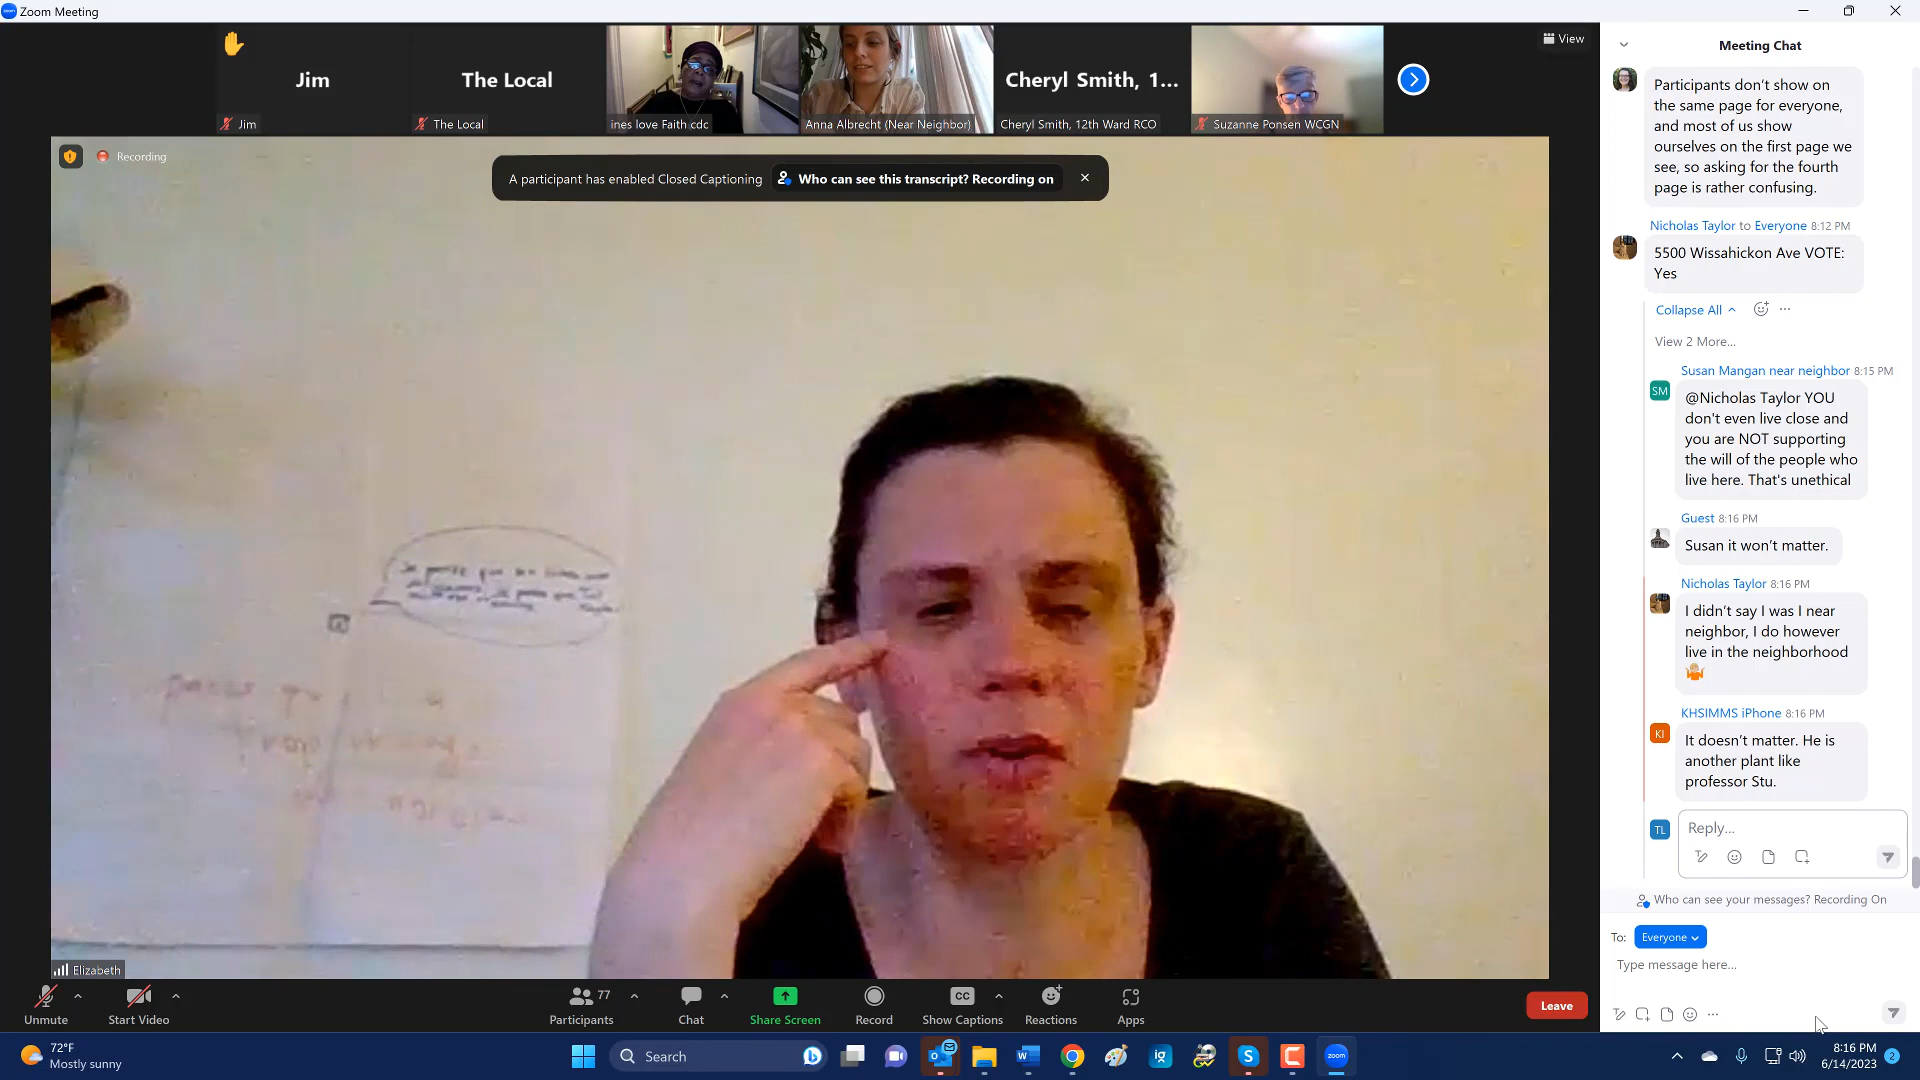 Zoom Meeting
Jim
The Local
Cheryl Smith, 1...
View
Jim
The Local
ines love Faith cdc
Anna Albrecht (Near Neighbor)
Cheryl Smith, 12th Ward RCO
Suzanne Ponsen WCGN
Recording
A participant has enabled Closed Captioning
Who can see this transcript? Recording on
Elizabeth
Unmute
Start Video
77
Participants
Chat
Share Screen
Record
CC
Show Captions
Reactions
Apps
Leave
Meeting Chat
Participants don't show on
the same page for everyone,
and most of us show
ourselves on the first page we
see, so asking for the fourth
page is rather confusing.
Nicholas Taylor to Everyone 8:12 PM
5500 Wissahickon Ave VOTE:
Yes
Collapse All
View 2 More...
Susan Mangan near neighbor 8:15 PM
SM
@Nicholas Taylor YOU
don't even live close and
you are NOT supporting
the will of the people who
live here. That's unethical
Guest 8:16 PM
Susan it won't matter.
Nicholas Taylor 8:16 PM
I didn't say I was I near
neighbor, I do however
live in the neighborhood
KHSIMMS iPhone 8:16 PM
KI
It doesn't matter. He is
another plant like
professor Stu.
TL
Reply...
Who can see your messages? Recording On
To: Everyone
Type message here...
72°F
Mostly sunny
Search
8:16 PM
6/14/2023
2